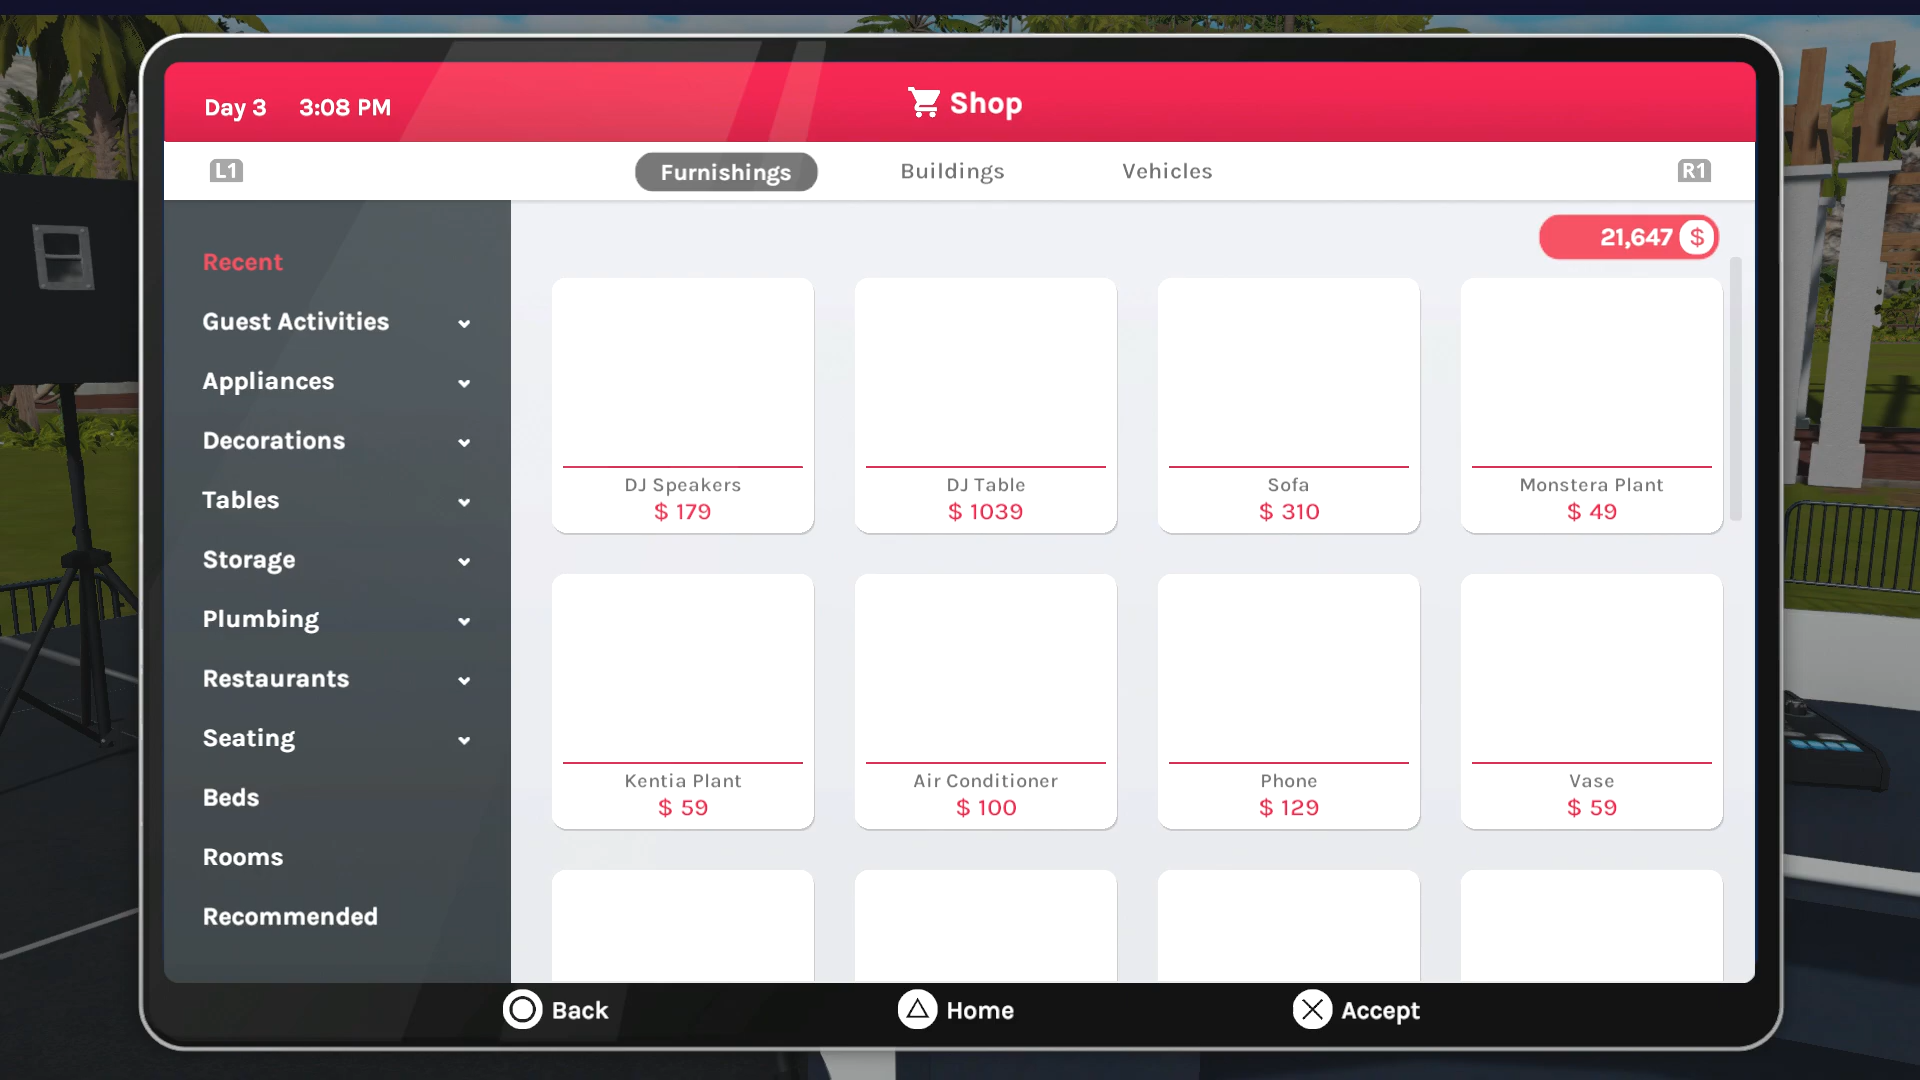 Day 3 3:08 PM Shop
L1 Furnishings Buildings Vehicles R1
21,647 $
Recent
Guest Activities
Appliances
Decorations
Tables
Storage
Plumbing
Restaurants
Seating
Beds
Rooms
Recommended
DJ Speakers
$ 179
DJ Table
$ 1039
Sofa
$ 310
Monstera Plant
$ 49
Kentia Plant
$ 59
Air Conditioner
$ 100
Phone
$ 129
Vase
$ 59
Back Home Accept